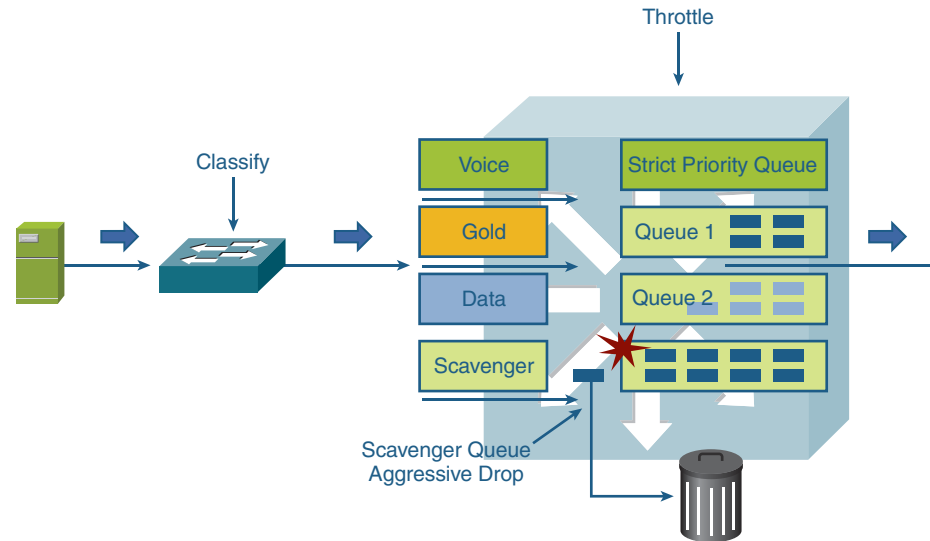 Throttle
Classify
Voice
Strict Priority Queue
Gold
Queue 1
Data
Queue 2
Scavenger
Scavenger Queue
Aggressive Drop